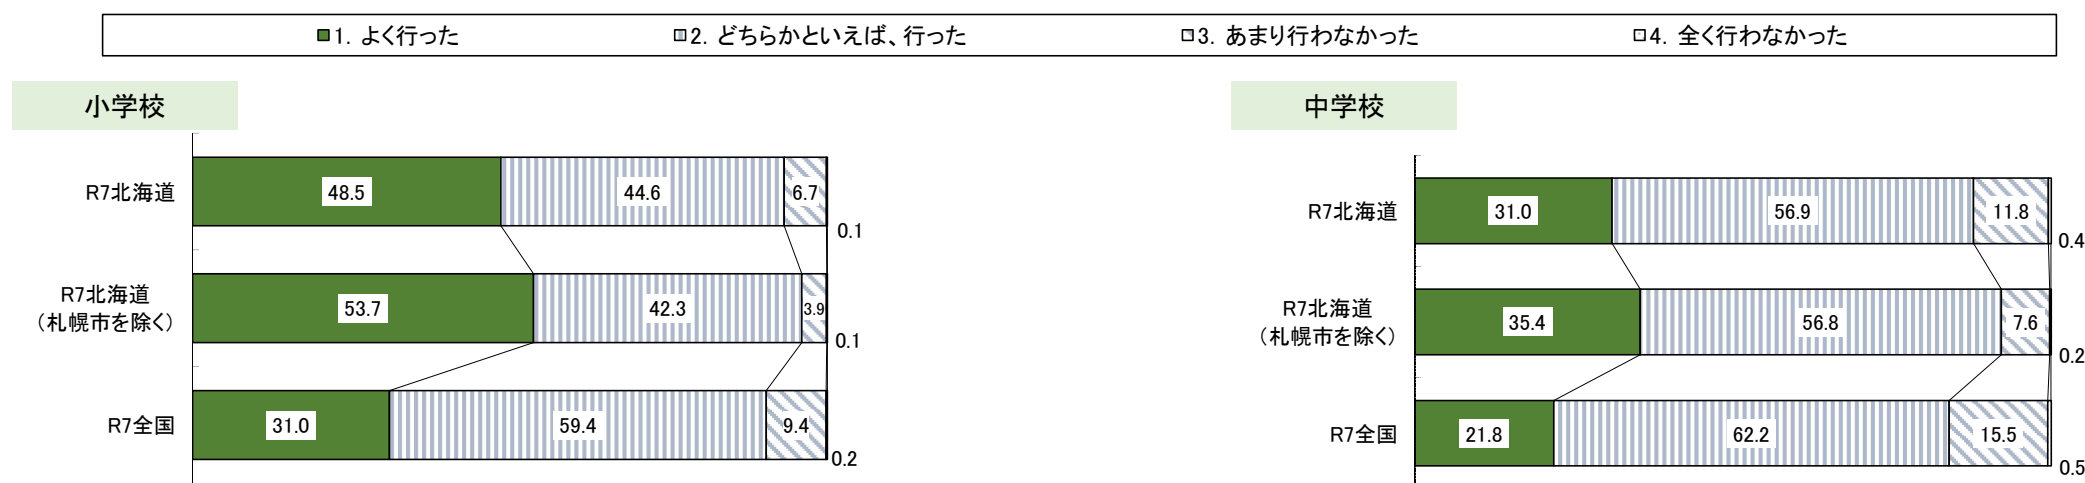 ■1．よく行った　□2．どちらかといえば、行った　□3．あまり行わなかった　□4．全く行わなかった
小学校
R7北海道
48.5 44.6 6.7
0.1
R7北海道
（札幌市を除く）
53.7 42.3 3.9
0.1
R7全国
31.0 59.4 9.4
0.2
中学校
R7北海道
31.0 56.9 11.8
0.4
R7北海道
（札幌市を除く）
35.4 56.8 7.6
0.2
R7全国
21.8 62.2 15.5
0.5